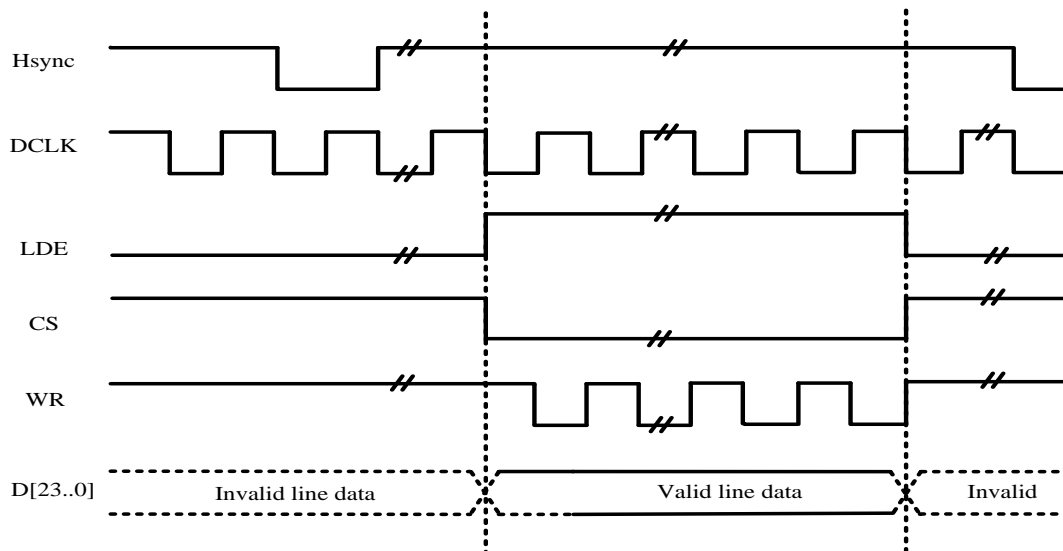 Hsync
DCLK
LDE
CS
WR
D[23..0]
Invalid line data
Valid line data
Invalid